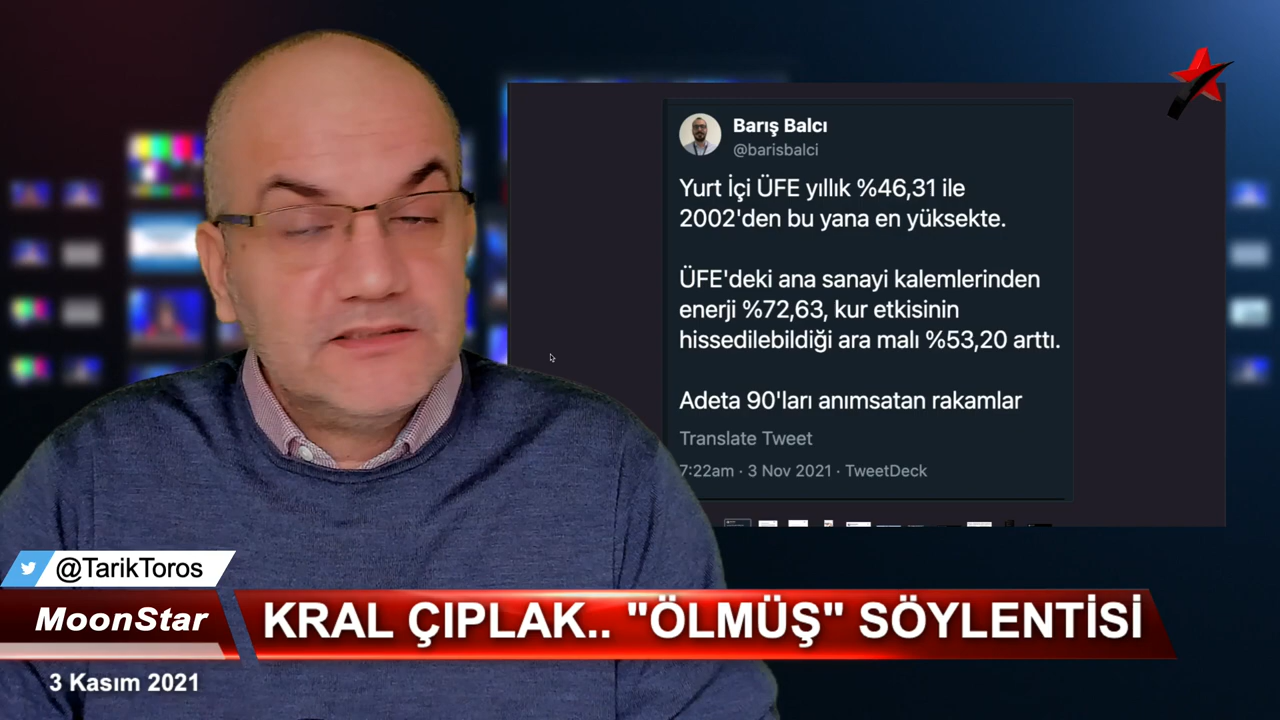 Barış Balcı
@barisbalci
Yurt İçi ÜFE yıllık %46,31 ile
2002'den bu yana en yüksekte.
ÜFE'deki ana sanayi kalemlerinden
enerji %72,63, kur etkisinin
hissedilebildiği ara malı %53,20 arttı.
Adeta 90'ları anımsatan rakamlar
Translate Tweet
7:22am · 3 Nov 2021 · TweetDeck
@TarikToros
MoonStar
KRAL ÇIPLAK.. "ÖLMÜŞ" SÖYLENTİSİ
3 Kasım 2021